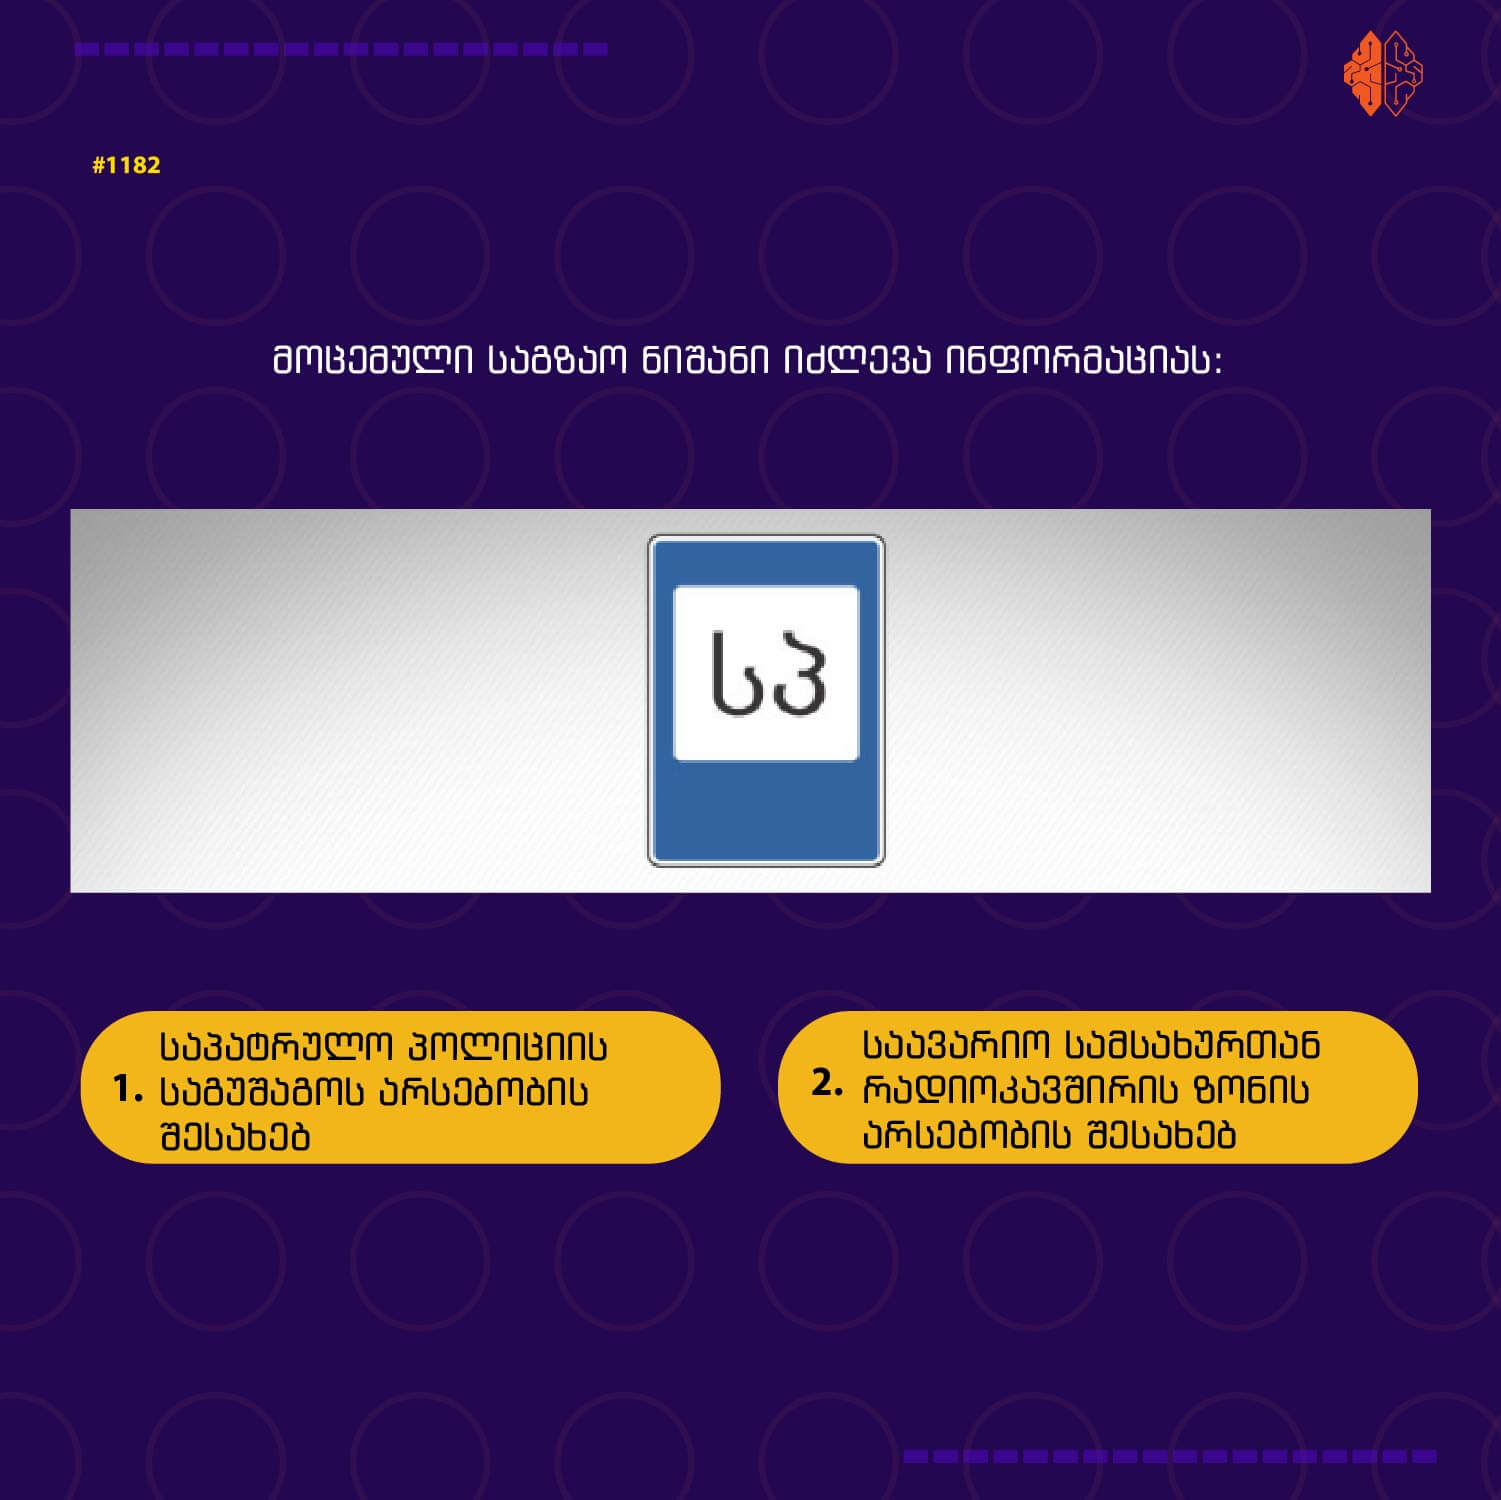 #1182
მოცემული საგზაო ნიშანი იძლევა ინფორმაციას:
სპ
1. საპატრულო პოლიციის
საგუშაგოს არსებობის
შესახებ
2. საავარიო სამსახურთან
რადიოკავშირის ზონის
არსებობის შესახებ